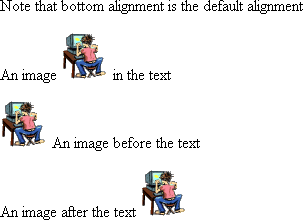 Note that bottom alignment is the default alignment
An image in the text
An image before the text
An image after the text